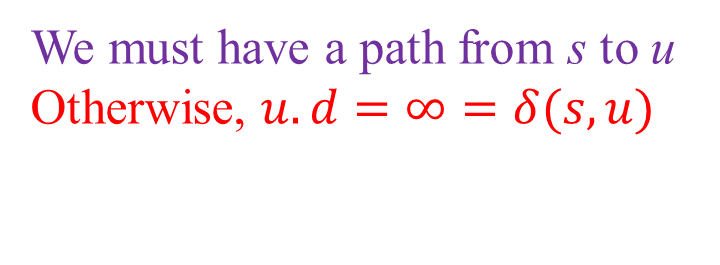 We must have a path from s to u
Otherwise, u.d = ∞ = δ(s,u)